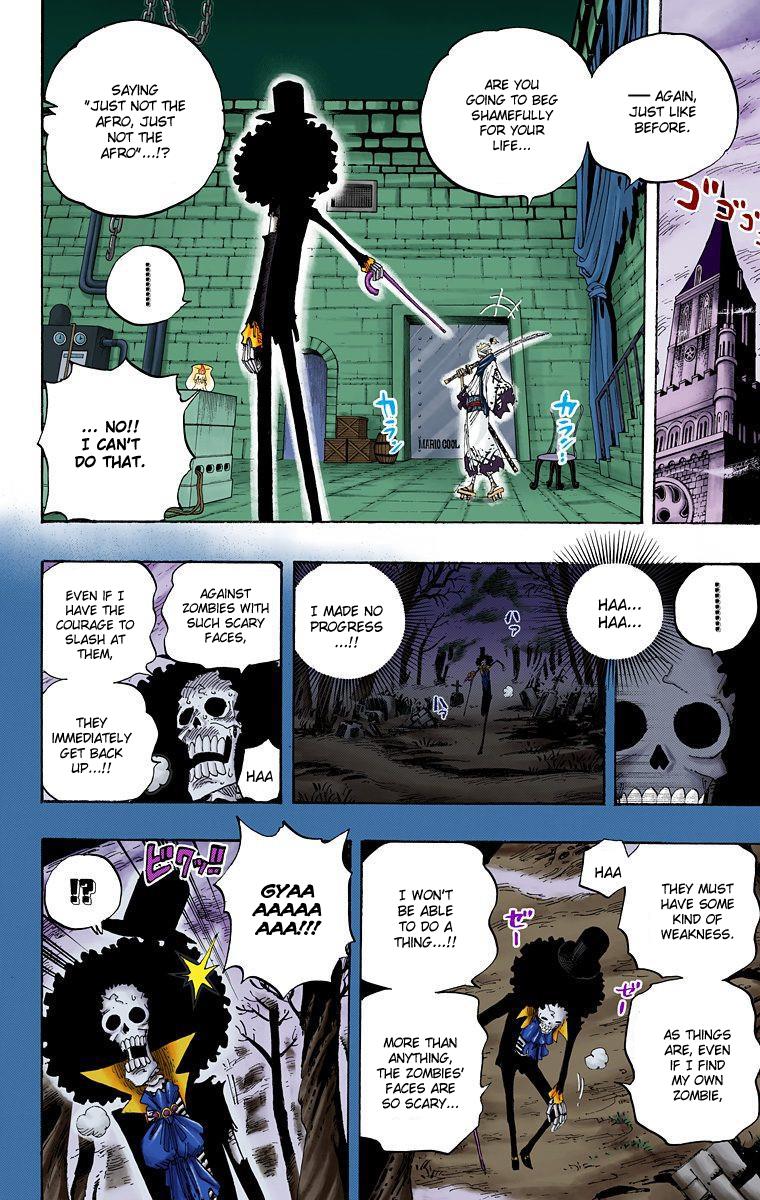 — AGAIN,
JUST LIKE
BEFORE.
ゴゴゴゴ
ARE YOU
GOING TO BEG
SHAMEFULLY
FOR YOUR
LIFE...
SAYING
"JUST NOT THE
AFRO, JUST
NOT THE
AFRO"...!?
カラン
カラン
MARIO COOL
... NO!!
I CAN'T
DO THAT.
HAA...
HAA...
I MADE NO
PROGRESS
...!!
ハァ
ハァ
AGAINST
ZOMBIES WITH
SUCH SCARY
FACES,
EVEN IF I
HAVE THE
COURAGE TO
SLASH AT
THEM,
THEY
IMMEDIATELY
GET BACK
UP...!!
HAA
THEY MUST
HAVE SOME
KIND OF
WEAKNESS.
HAA
AS THINGS
ARE, EVEN
IF I FIND
MY OWN
ZOMBIE,
ゼー
ゼー
I WON'T
BE ABLE
TO DO A
THING...!!
MORE THAN
ANYTHING,
THE ZOMBIES'
FACES ARE
SO SCARY...
GYAA
AAAAA
AAA!!!
ビクッ!!
!?